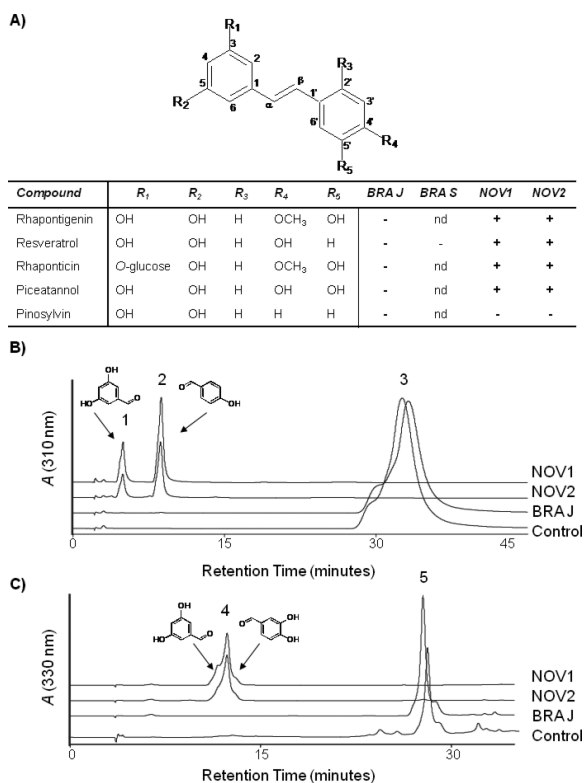 A)
R1
3
4
2
R3
5
β
2'
R2
6
1
α
1'
3'
6'
4'
5'
R4
R5
Compound R1 R2 R3 R4 R5 BRA J BRA S NOV1 NOV2
Rhapontigenin OH OH H OCH3 OH - nd + +
Resveratrol OH OH H OH H - - + +
Rhaponticin O-glucose OH H OCH3 OH - nd + +
Piceatannol OH OH H OH OH - nd + +
Pinosylvin OH OH H H H - nd - -
B)
OH
HO
O
1
2
O
OH
3
A (310 nm)
NOV1
NOV2
BRAJ
Control
0 15 30 45
Retention Time (minutes)
C)
5
OH
HO
O
4
O
OH
OH
A (330 nm)
NOV1
NOV2
BRAJ
Control
0 15 30
Retention Time (minutes)